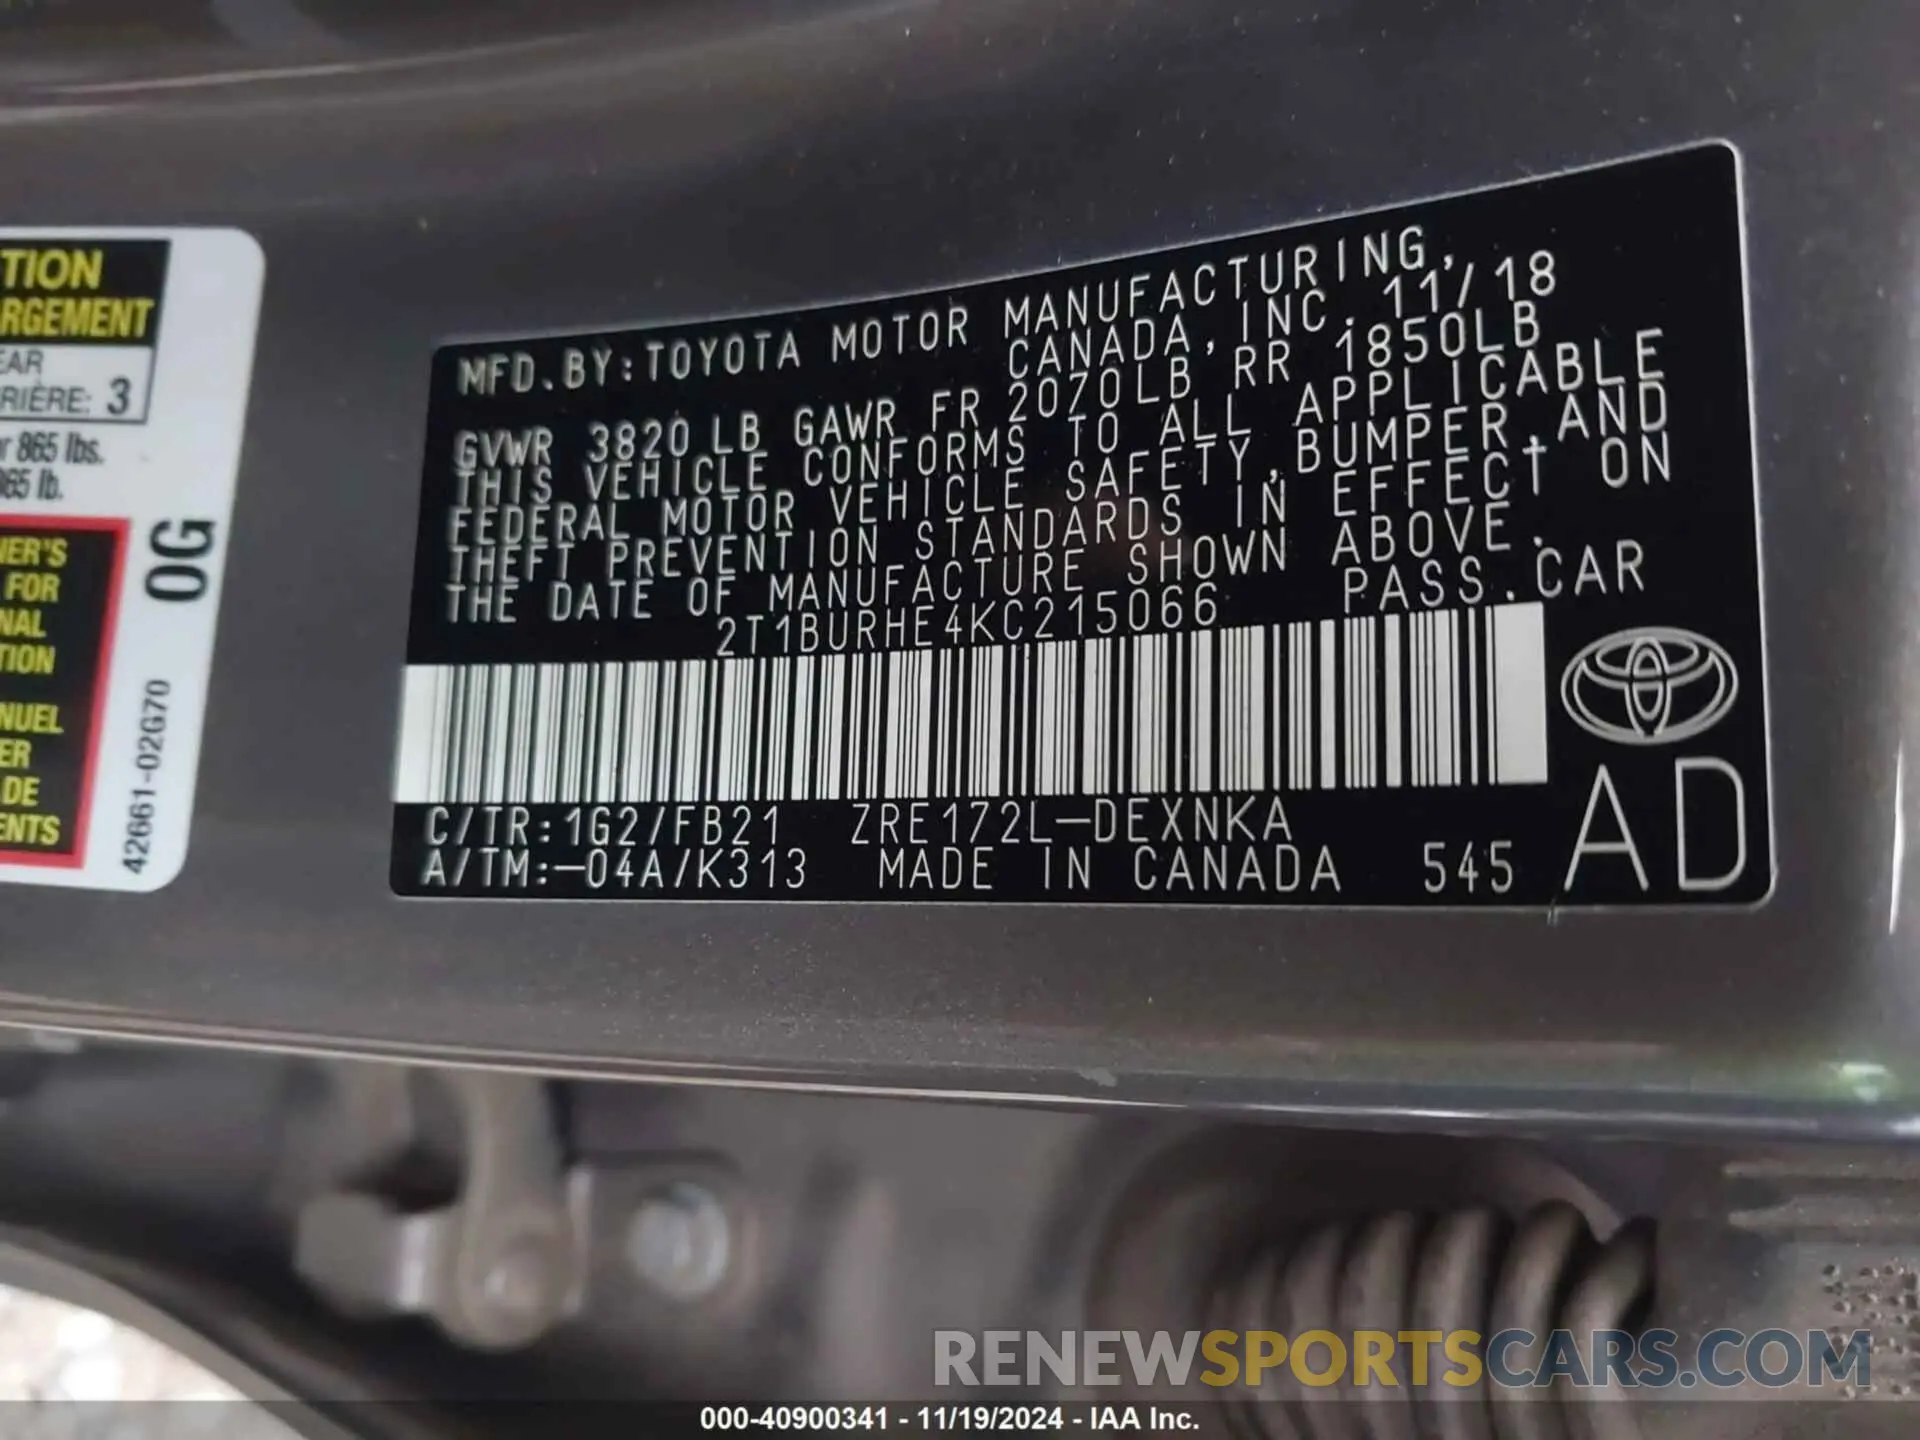 TION
RGEMENT
EAR
RIÈRE: 3
r 865 lbs.
865 lb.
NER'S
FOR
NAL
TION
NUEL
ER
DE
ENTS
0G
42661-02G70
MFD.BY:TOYOTA MOTOR MANUFACTURING,
CANADA,INC. 11/18
GVWR 3820 LB GAWR FR 2070LB RR 1850LB
THIS VEHICLE CONFORMS TO ALL APPLICABLE
FEDERAL MOTOR VEHICLE SAFETY,BUMPER,AND
THEFT PREVENTION STANDARDS IN EFFECT ON
THE DATE OF MANUFACTURE SHOWN ABOVE.
2T1BURHE4KC215066 PASS.CAR
C/TR:1G2/FB21 ZRE172L-DEXNKA
A/TM:-04A/K313 MADE IN CANADA 545
AD
RENEWSPORTSCARS.COM
000-40900341 - 11/19/2024 - IAA Inc.